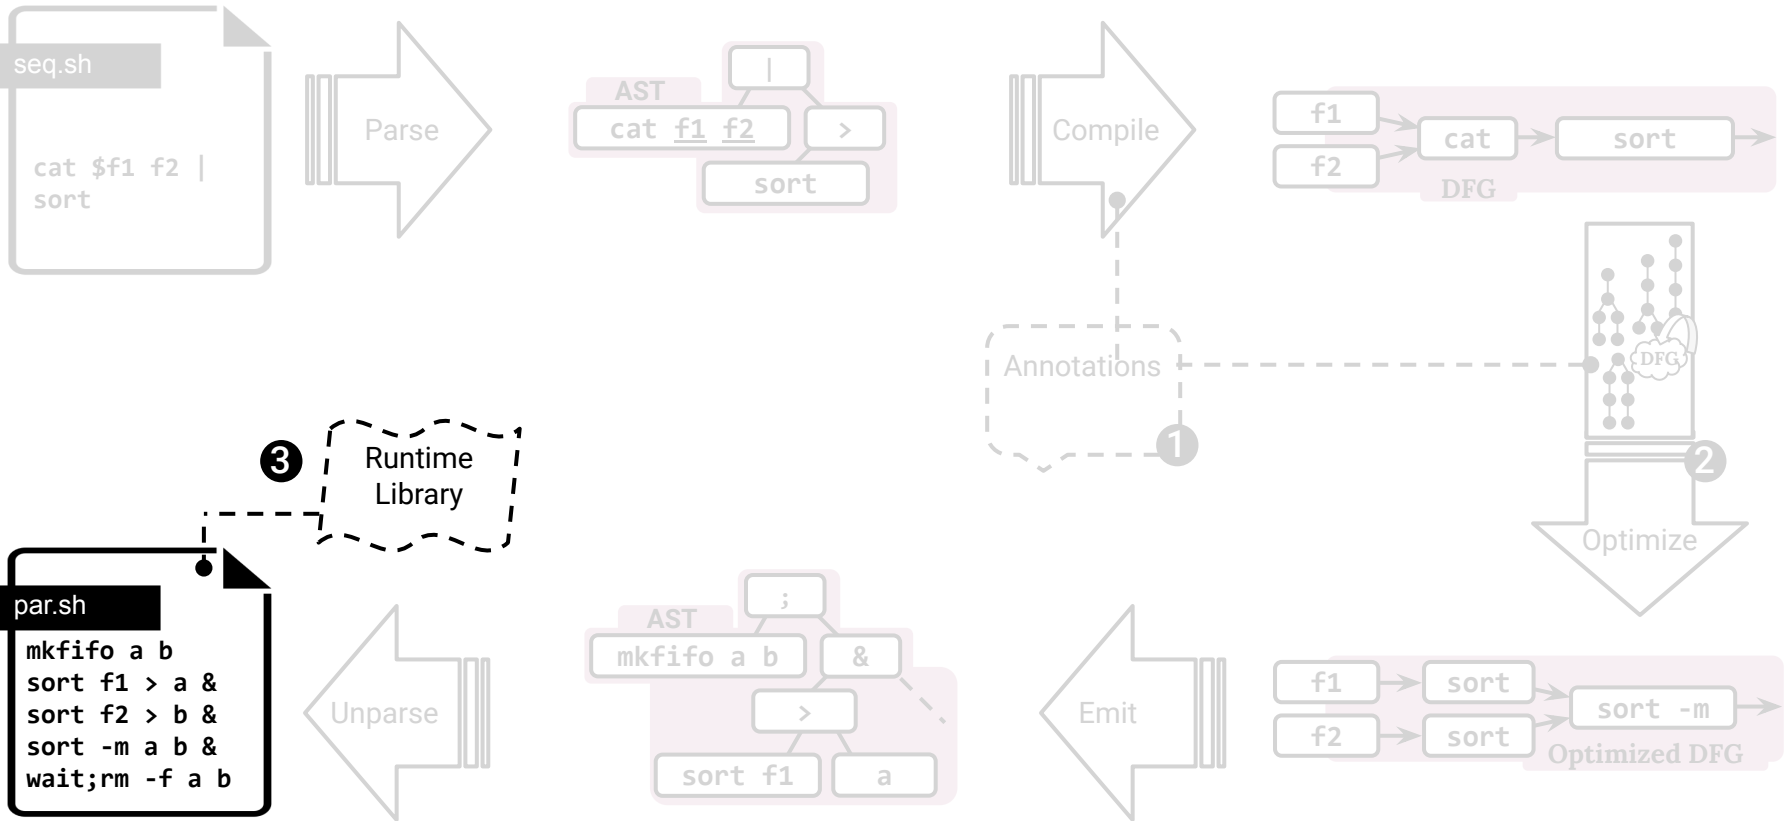 seq.sh
cat $f1 f2 |
sort
Parse
AST
|
cat f1 f2
>
sort
Compile
f1
f2
cat
sort
DFG
Annotations
1
DFG
2
Optimize
3
Runtime
Library
par.sh
mkfifo a b
sort f1 > a &
sort f2 > b &
sort -m a b &
wait;rm -f a b
Unparse
AST
;
mkfifo a b
&
>
sort f1
a
Emit
f1
sort
f2
sort
sort -m
Optimized DFG